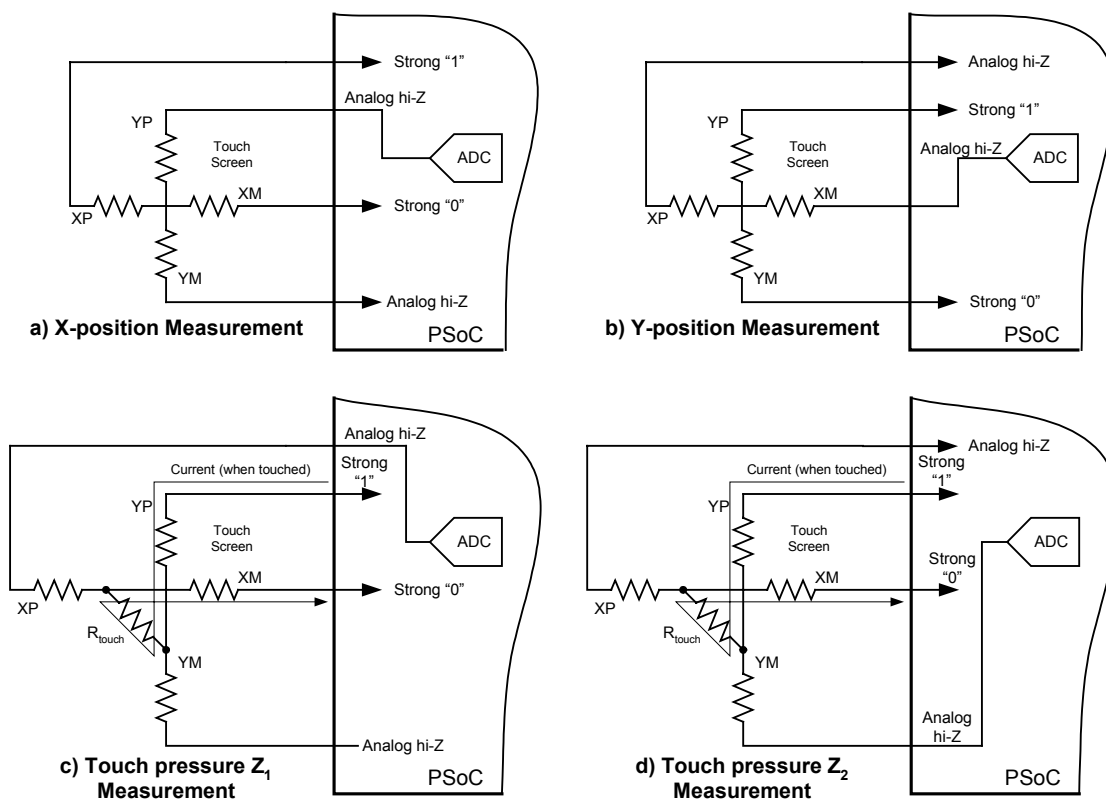 Strong “1”
Analog hi-Z
YP
Touch
Screen
ADC
XM
XP
Strong “0”
YM
Analog hi-Z
a) X-position Measurement
PSoC
Analog hi-Z
Strong “1”
YP
Touch
Screen
Analog hi-Z
ADC
XM
XP
YM
Strong “0”
b) Y-position Measurement
PSoC
Analog hi-Z
Current (when touched)
Strong
“1”
YP
Touch
Screen
ADC
XM
XP
Strong “0”
Rtouch
YM
Analog hi-Z
c) Touch pressure Z1
Measurement
PSoC
Analog hi-Z
Current (when touched)
Strong
“1”
YP
Touch
Screen
ADC
XM
Strong
“0”
XP
Rtouch
YM
Analog
hi-Z
d) Touch pressure Z2
Measurement
PSoC